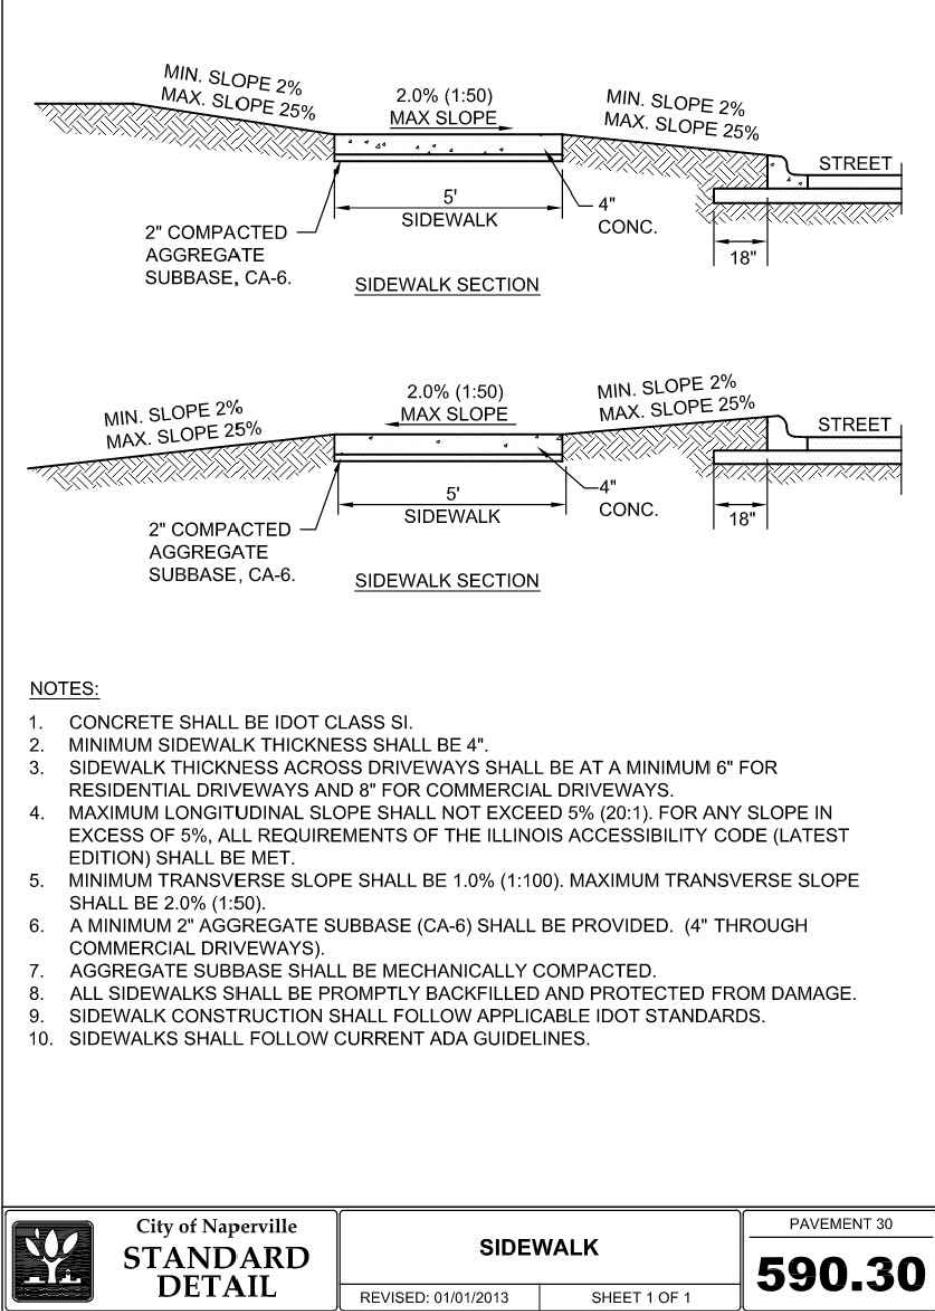 MIN. SLOPE 2%
MAX. SLOPE 25%
2.0% (1:50)
MAX SLOPE
MIN. SLOPE 2%
MAX. SLOPE 25%
STREET
5'
SIDEWALK
4"
CONC.
18"
2" COMPACTED
AGGREGATE
SUBBASE, CA-6.
SIDEWALK SECTION
MIN. SLOPE 2%
MAX. SLOPE 25%
2.0% (1:50)
MAX SLOPE
MIN. SLOPE 2%
MAX. SLOPE 25%
STREET
5'
SIDEWALK
4"
CONC.
18"
2" COMPACTED
AGGREGATE
SUBBASE, CA-6.
SIDEWALK SECTION
NOTES:
1. CONCRETE SHALL BE IDOT CLASS SI.
2. MINIMUM SIDEWALK THICKNESS SHALL BE 4".
3. SIDEWALK THICKNESS ACROSS DRIVEWAYS SHALL BE AT A MINIMUM 6" FOR
RESIDENTIAL DRIVEWAYS AND 8" FOR COMMERCIAL DRIVEWAYS.
4. MAXIMUM LONGITUDINAL SLOPE SHALL NOT EXCEED 5% (20:1). FOR ANY SLOPE IN
EXCESS OF 5%, ALL REQUIREMENTS OF THE ILLINOIS ACCESSIBILITY CODE (LATEST
EDITION) SHALL BE MET.
5. MINIMUM TRANSVERSE SLOPE SHALL BE 1.0% (1:100). MAXIMUM TRANSVERSE SLOPE
SHALL BE 2.0% (1:50).
6. A MINIMUM 2" AGGREGATE SUBBASE (CA-6) SHALL BE PROVIDED. (4" THROUGH
COMMERCIAL DRIVEWAYS).
7. AGGREGATE SUBBASE SHALL BE MECHANICALLY COMPACTED.
8. ALL SIDEWALKS SHALL BE PROMPTLY BACKFILLED AND PROTECTED FROM DAMAGE.
9. SIDEWALK CONSTRUCTION SHALL FOLLOW APPLICABLE IDOT STANDARDS.
10. SIDEWALKS SHALL FOLLOW CURRENT ADA GUIDELINES.
City of Naperville
STANDARD
DETAIL
SIDEWALK
REVISED: 01/01/2013
SHEET 1 OF 1
PAVEMENT 30
590.30